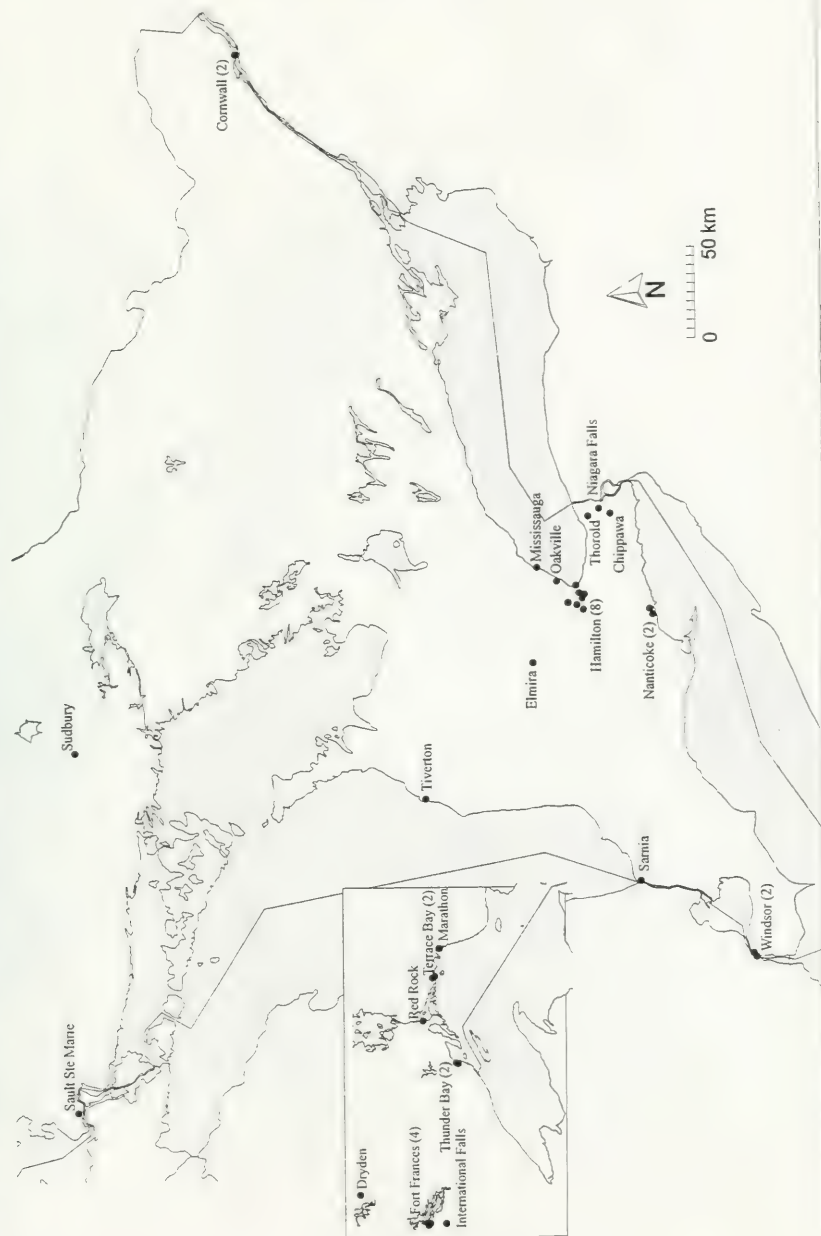 Sault Ste Marie
Sudbury
Cornwall (2)
Dryden
Fort Frances (4)
International Falls
Thunder Bay (2)
Red Rock
Terrace Bay (2)
Marathon
Tiverton
Elmira
Mississauga
Oakville
Hamilton (8)
Thorold
Niagara Falls
Chippawa
Nanticoke (2)
Sarnia
Windsor (2)
N
0 50 km